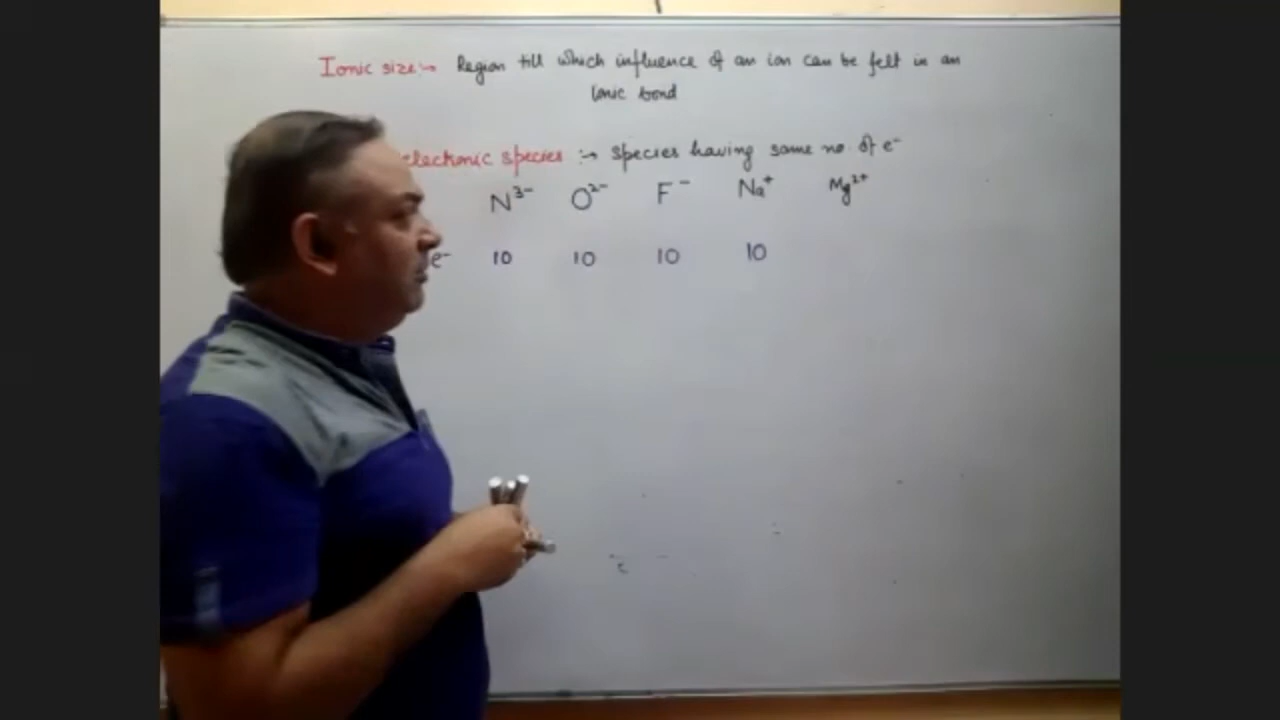 Ionic size :→ Region till which influence of an ion can be felt in an
Ionic bond
electronic species :→ Species having same no. of e⁻
N³⁻ O²⁻ F⁻ Na⁺ Mg²⁺
e⁻ 10 10 10 10